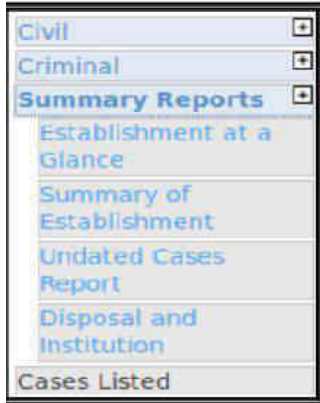 Civil
Criminal
Summary Reports
Establishment at a
Glance
Summary of
Establishment
Undated Cases
Report
Disposal and
Institution
Cases Listed